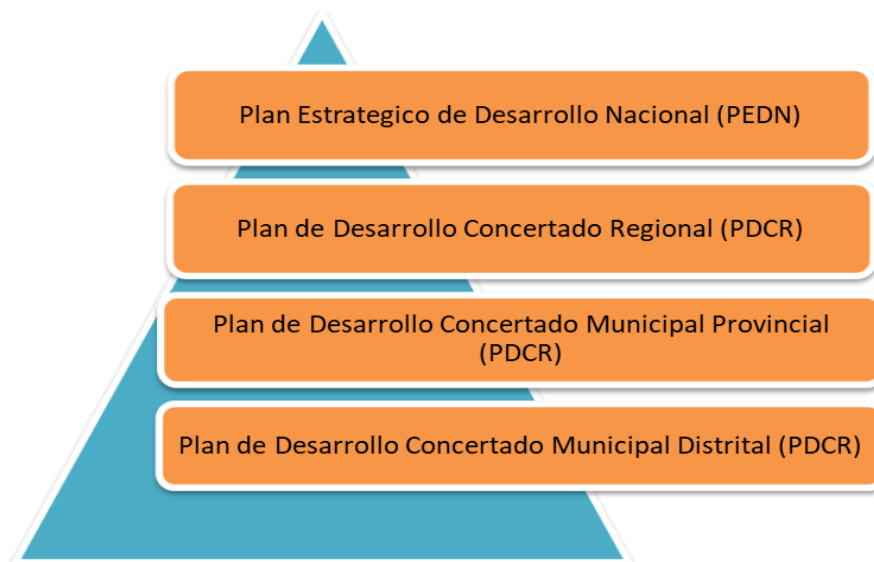 Plan Estrategico de Desarrollo Nacional (PEDN)
Plan de Desarrollo Concertado Regional (PDCR)
Plan de Desarrollo Concertado Municipal Provincial
(PDCR)
Plan de Desarrollo Concertado Municipal Distrital (PDCR)